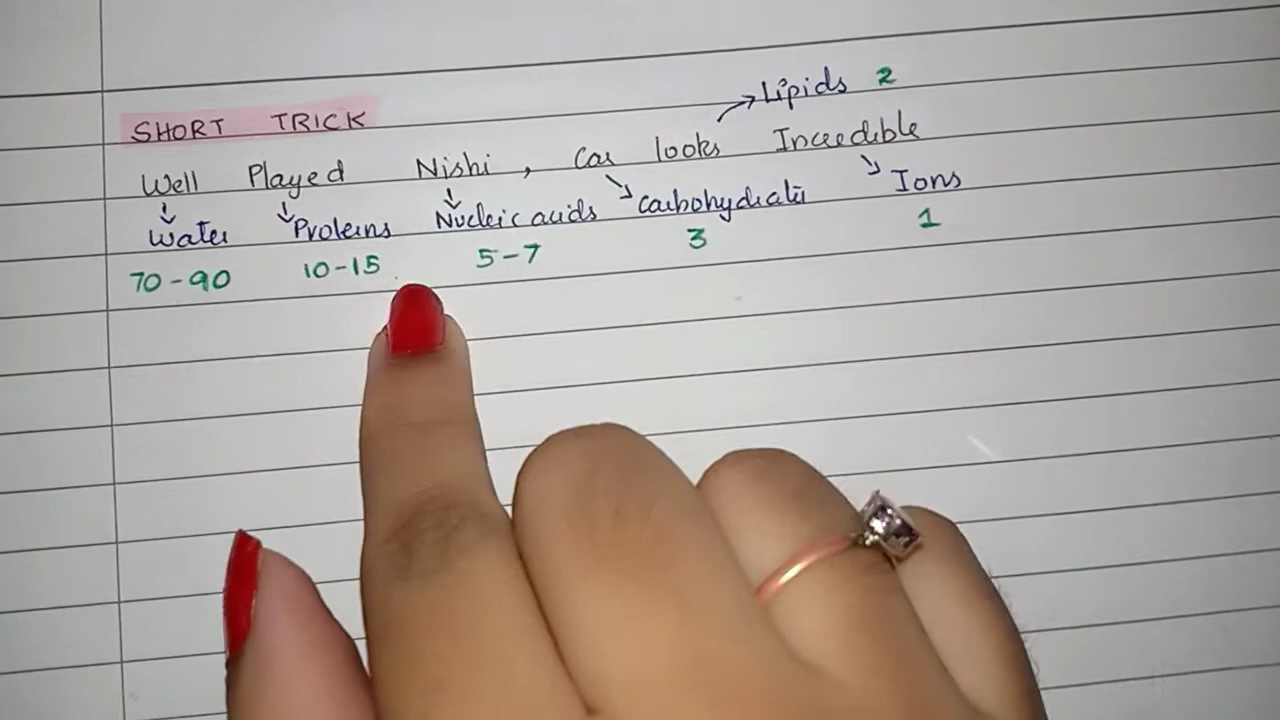 SHORT TRICK
Lipids 2
Well Played Nishi, Car looks Incredible
Water Proteins Nucleic acids Carbohydrate Ions
70-90 10-15 5-7 3 1